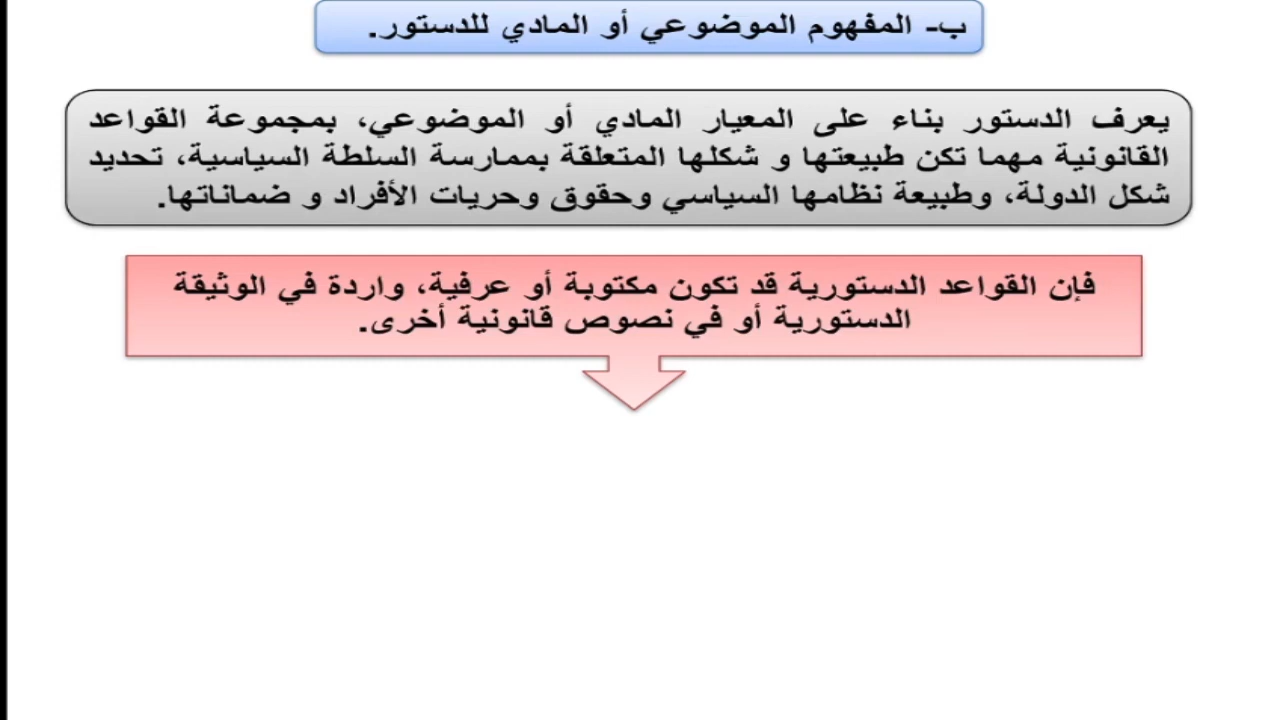 ب- المفهوم الموضوعي أو المادي للدستور.
يعرف الدستور بناء على المعيار المادي أو الموضوعي، بمجموعة القواعد
القانونية مهما تكن طبيعتها و شكلها المتعلقة بممارسة السلطة السياسية، تحديد
شكل الدولة، وطبيعة نظامها السياسي وحقوق وحريات الأفراد و ضماناتها.
فإن القواعد الدستورية قد تكون مكتوبة أو عرفية، واردة في الوثيقة
الدستورية أو في نصوص قانونية أخرى.